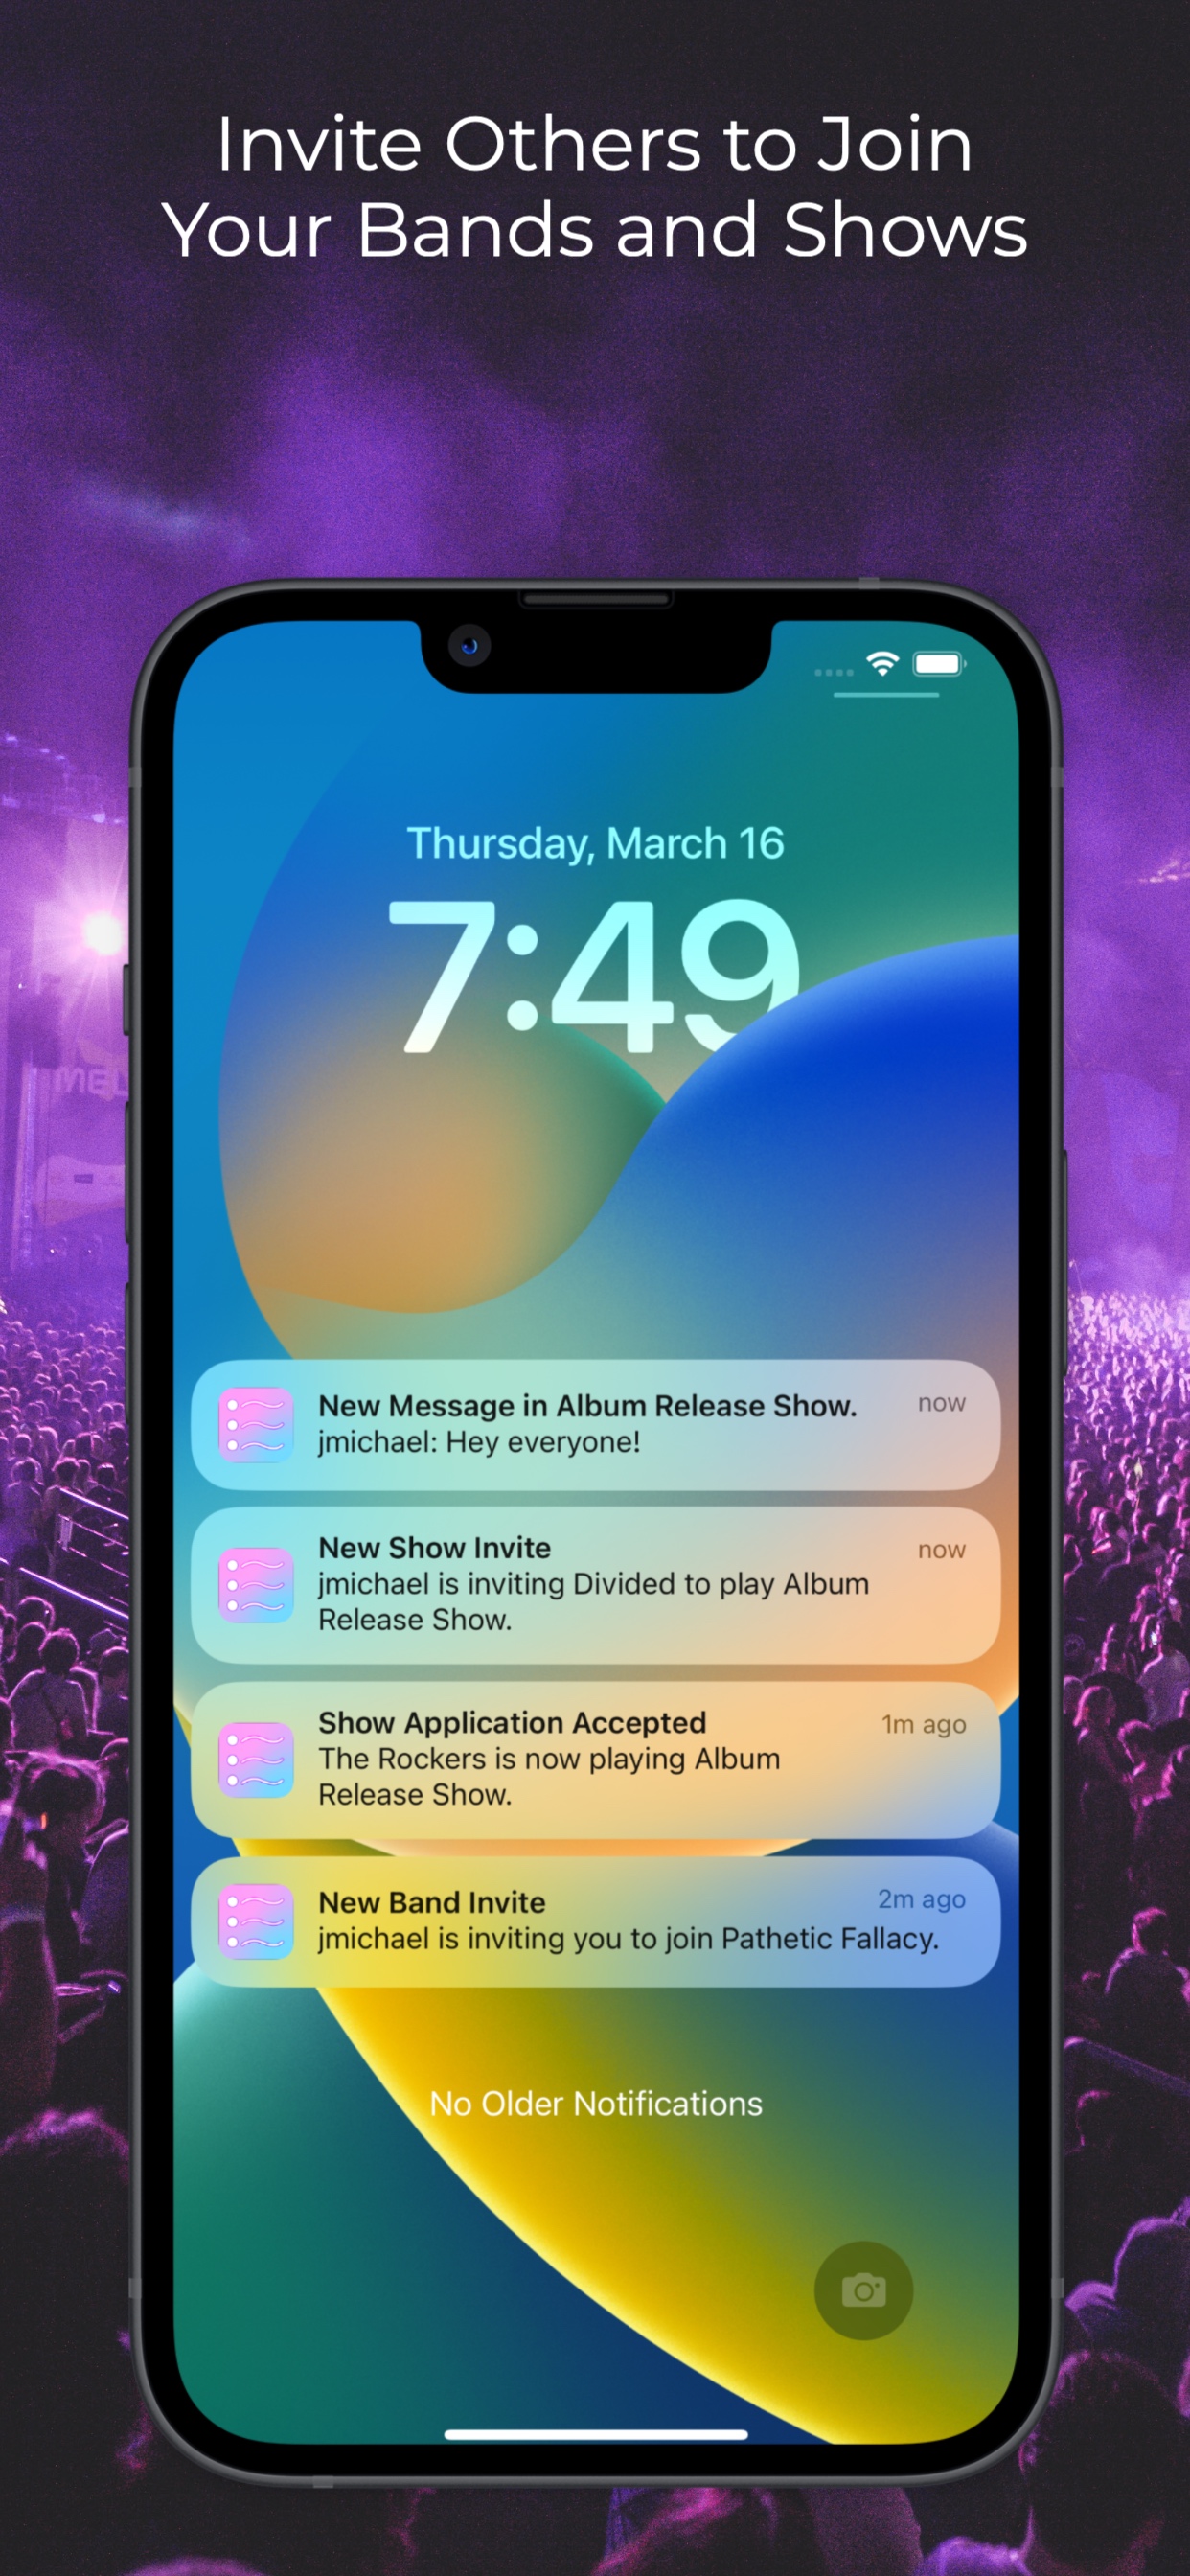 Invite Others to Join
Your Bands and Shows
Thursday, March 16
7:49
New Message in Album Release Show.
now
jmichael: Hey everyone!
New Show Invite
now
jmichael is inviting Divided to play Album
Release Show.
Show Application Accepted
1m ago
The Rockers is now playing Album
Release Show.
New Band Invite
2m ago
jmichael is inviting you to join Pathetic Fallacy.
No Older Notifications